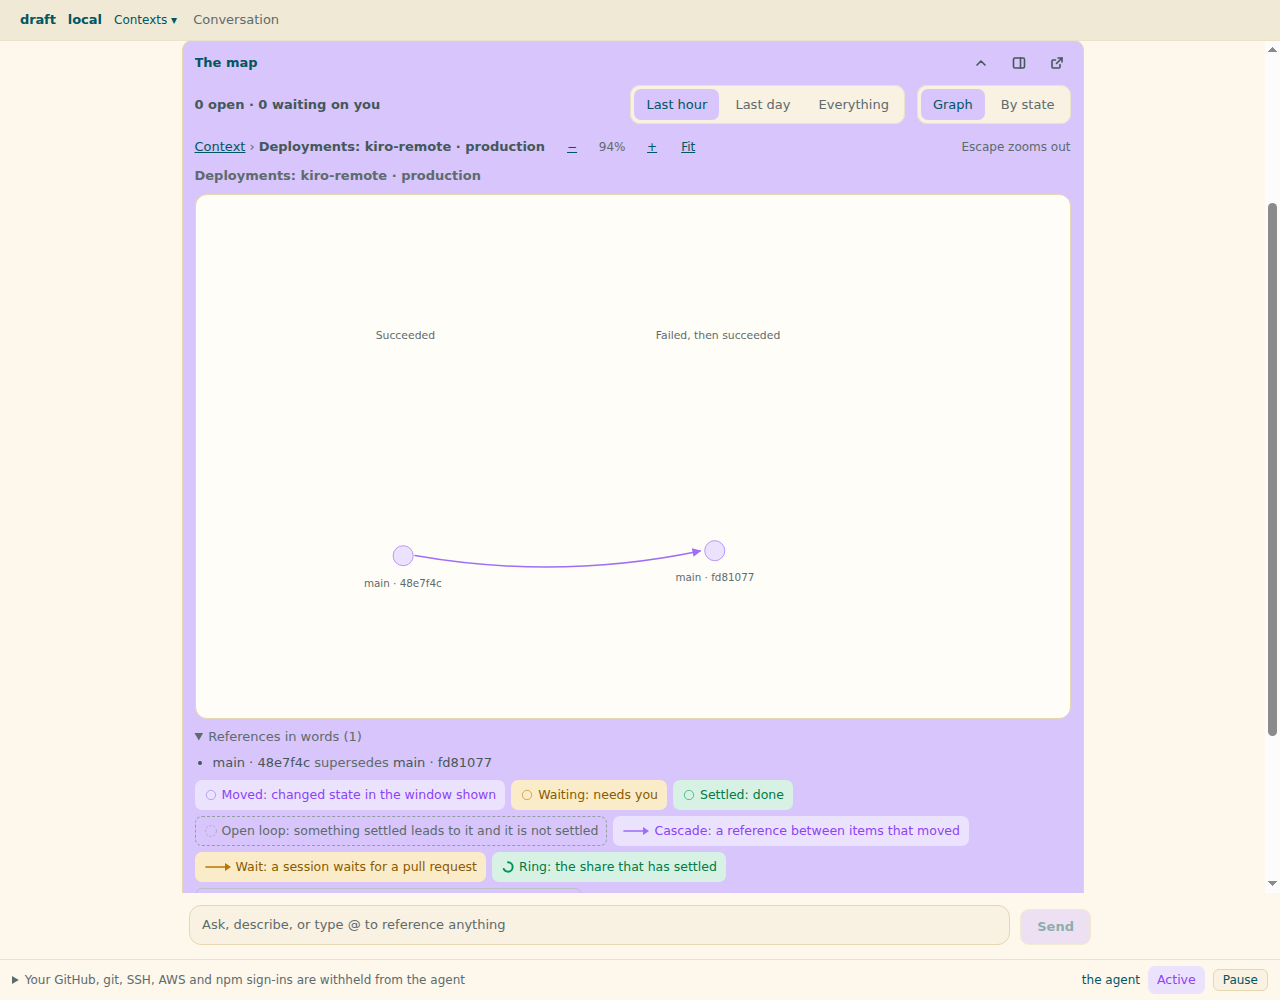 draft local Contexts ▾ Conversation
The map
0 open · 0 waiting on you Last hour Last day Everything Graph By state
Context › Deployments: kiro-remote · production − 94% + Fit Escape zooms out
Deployments: kiro-remote · production
Succeeded Failed, then succeeded
main · 48e7f4c main · fd81077
▼ References in words (1)
▪ main · 48e7f4c supersedes main · fd81077
Moved: changed state in the window shown Waiting: needs you Settled: done
Open loop: something settled leads to it and it is not settled Cascade: a reference between items that moved
Wait: a session waits for a pull request Ring: the share that has settled
Ask, describe, or type @ to reference anything Send
▶ Your GitHub, git, SSH, AWS and npm sign-ins are withheld from the agent the agent Active Pause